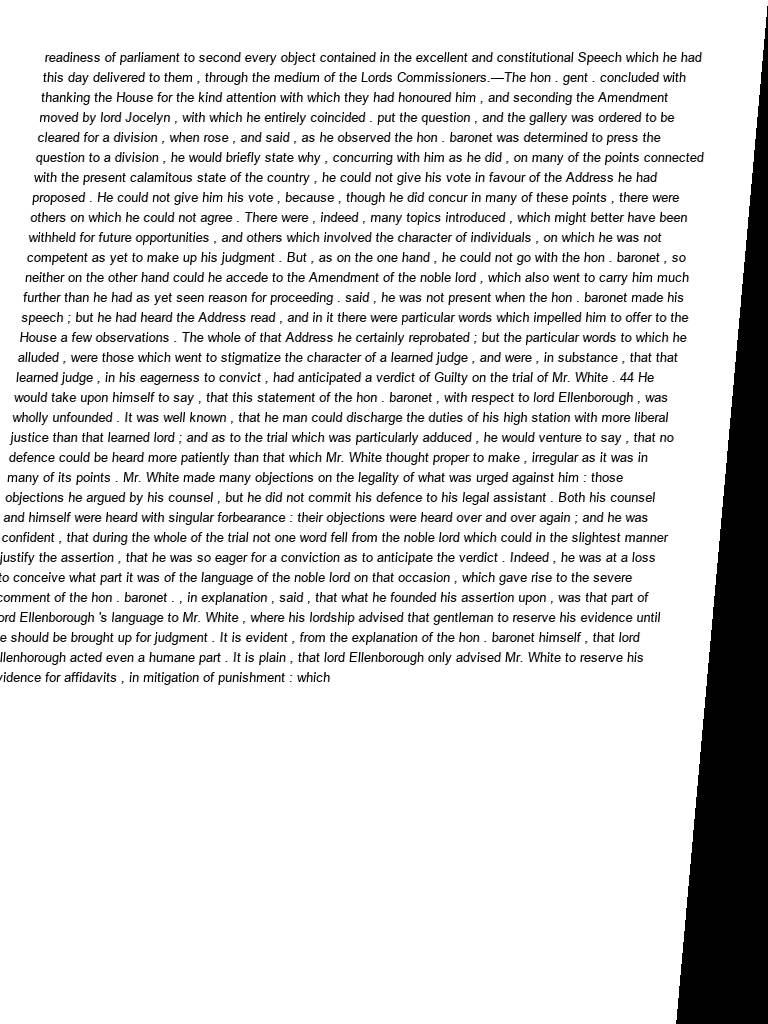 readiness of parliament to second every object contained in the excellent and constitutional Speech which he had
this day delivered to them , through the medium of the Lords Commissioners.—The hon . gent . concluded with
thanking the House for the kind attention with which they had honoured him , and seconding the Amendment
moved by lord Jocelyn , with which he entirely coincided . put the question , and the gallery was ordered to be
cleared for a division , when rose , and said , as he observed the hon . baronet was determined to press the
question to a division , he would briefly state why , concurring with him as he did , on many of the points connected
with the present calamitous state of the country , he could not give his vote in favour of the Address he had
proposed . He could not give him his vote , because , though he did concur in many of these points , there were
others on which he could not agree . There were , indeed , many topics introduced , which might better have been
withheld for future opportunities , and others which involved the character of individuals , on which he was not
competent as yet to make up his judgment . But , as on the one hand , he could not go with the hon . baronet , so
neither on the other hand could he accede to the Amendment of the noble lord , which also went to carry him much
further than he had as yet seen reason for proceeding . said , he was not present when the hon . baronet made his
speech ; but he had heard the Address read , and in it there were particular words which impelled him to offer to the
House a few observations . The whole of that Address he certainly reprobated ; but the particular words to which he
alluded , were those which went to stigmatize the character of a learned judge , and were , in substance , that that
learned judge , in his eagerness to convict , had anticipated a verdict of Guilty on the trial of Mr. White . 44 He
would take upon himself to say , that this statement of the hon . baronet , with respect to lord Ellenborough , was
wholly unfounded . It was well known , that he man could discharge the duties of his high station with more liberal
justice than that learned lord ; and as to the trial which was particularly adduced , he would venture to say , that no
defence could be heard more patiently than that which Mr. White thought proper to make , irregular as it was in
many of its points . Mr. White made many objections on the legality of what was urged against him : those
objections he argued by his counsel , but he did not commit his defence to his legal assistant . Both his counsel
and himself were heard with singular forbearance : their objections were heard over and over again ; and he was
confident , that during the whole of the trial not one word fell from the noble lord which could in the slightest manner
justify the assertion , that he was so eager for a conviction as to anticipate the verdict . Indeed , he was at a loss
to conceive what part it was of the language of the noble lord on that occasion , which gave rise to the severe
comment of the hon . baronet . , in explanation , said , that what he founded his assertion upon , was that part of
ord Ellenborough 's language to Mr. White , where his lordship advised that gentleman to reserve his evidence until
e should be brought up for judgment . It is evident , from the explanation of the hon . baronet himself , that lord
llenhorough acted even a humane part . It is plain , that lord Ellenborough only advised Mr. White to reserve his
vidence for affidavits , in mitigation of punishment : which